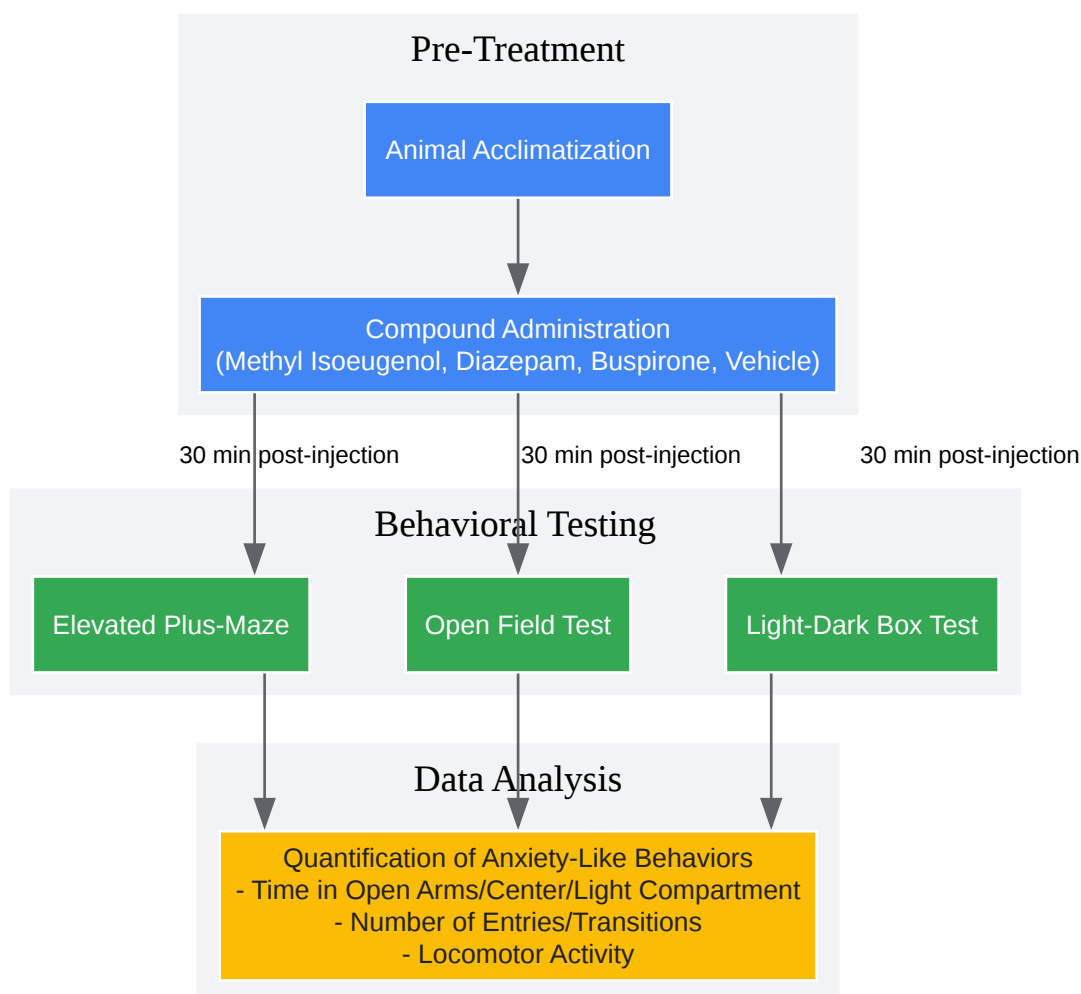 Pre-Treatment
Animal Acclimatization
Compound Administration
(Methyl Isoeugenol, Diazepam, Buspirone, Vehicle)
30 min post-injection
30 min post-injection
30 min post-injection
Behavioral Testing
Elevated Plus-Maze
Open Field Test
Light-Dark Box Test
Data Analysis
Quantification of Anxiety-Like Behaviors
- Time in Open Arms/Center/Light Compartment
- Number of Entries/Transitions
- Locomotor Activity